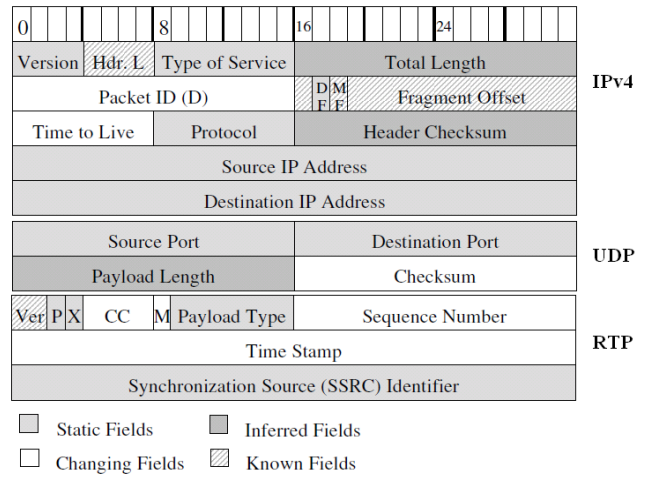 0 8 16 24
Version Hdr. L Type of Service Total Length
IPv4
Packet ID (D) D F M F Fragment Offset
Time to Live Protocol Header Checksum
Source IP Address
Destination IP Address
Source Port Destination Port
UDP
Payload Length Checksum
Ver P X CC M Payload Type Sequence Number
RTP
Time Stamp
Synchronization Source (SSRC) Identifier
Static Fields Inferred Fields
Changing Fields Known Fields